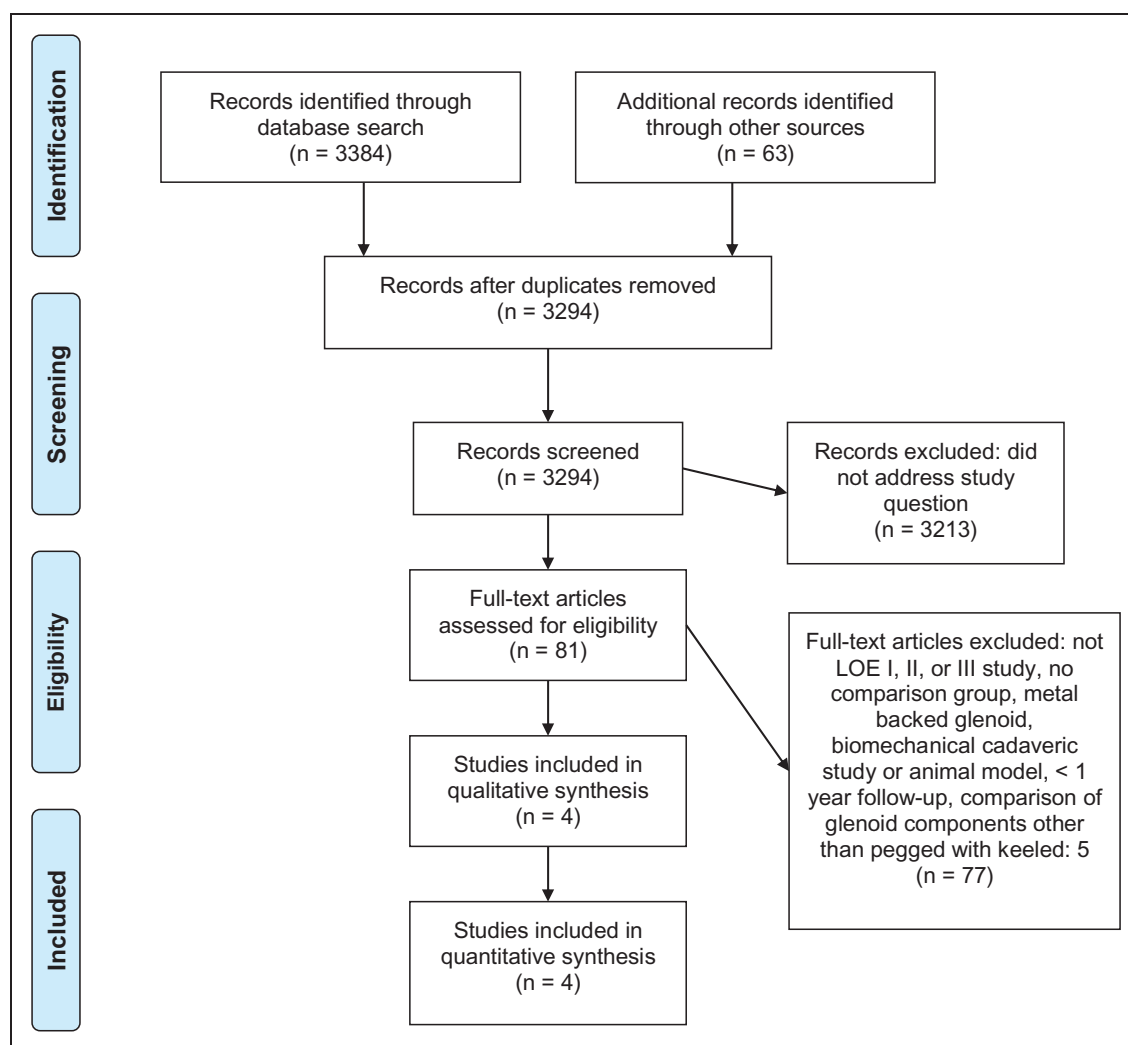 Identification
Records identified through
database search
(n = 3384)
Additional records identified
through other sources
(n = 63)
Records after duplicates removed
(n = 3294)
Screening
Records screened
(n = 3294)
Records excluded: did
not address study
question
(n = 3213)
Eligibility
Full-text articles
assessed for eligibility
(n = 81)
Full-text articles excluded: not
LOE I, II, or III study, no
comparison group, metal
backed glenoid,
biomechanical cadaveric
study or animal model, < 1
year follow-up, comparison of
glenoid components other
than pegged with keeled: 5
(n = 77)
Studies included in
qualitative synthesis
(n = 4)
Included
Studies included in
quantitative synthesis
(n = 4)